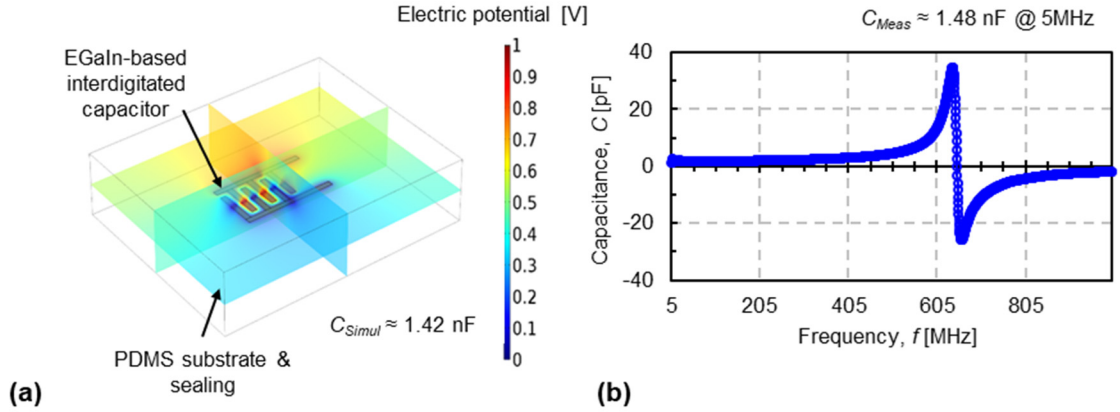 Electric potential [V]
EGaIn-based
interdigitated
capacitor
1
0.9
0.8
0.7
0.6
0.5
0.4
0.3
0.2
0.1
0
C_Simul ≈ 1.42 nF
PDMS substrate &
sealing
(a)
C_Meas ≈ 1.48 nF @ 5MHz
Capacitance, C [pF]
40
20
0
-20
-40
5 205 405 605 805
Frequency, f [MHz]
(b)